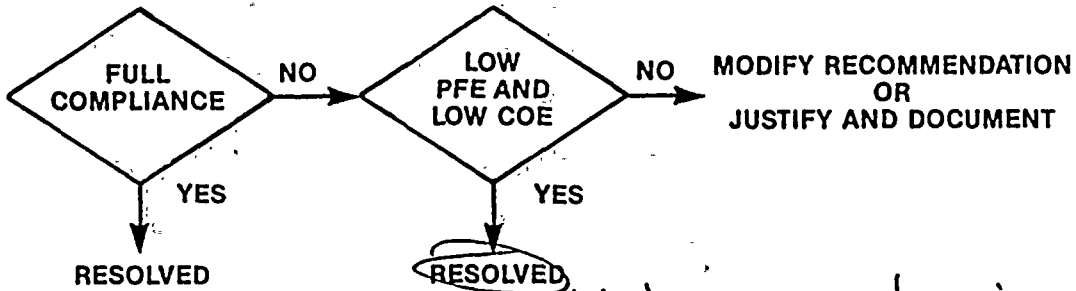 FULL
COMPLIANCE
NO
LOW
PFE AND
LOW COE
NO
MODIFY RECOMMENDATION
OR
JUSTIFY AND DOCUMENT
YES
YES
RESOLVED
RESOLVED